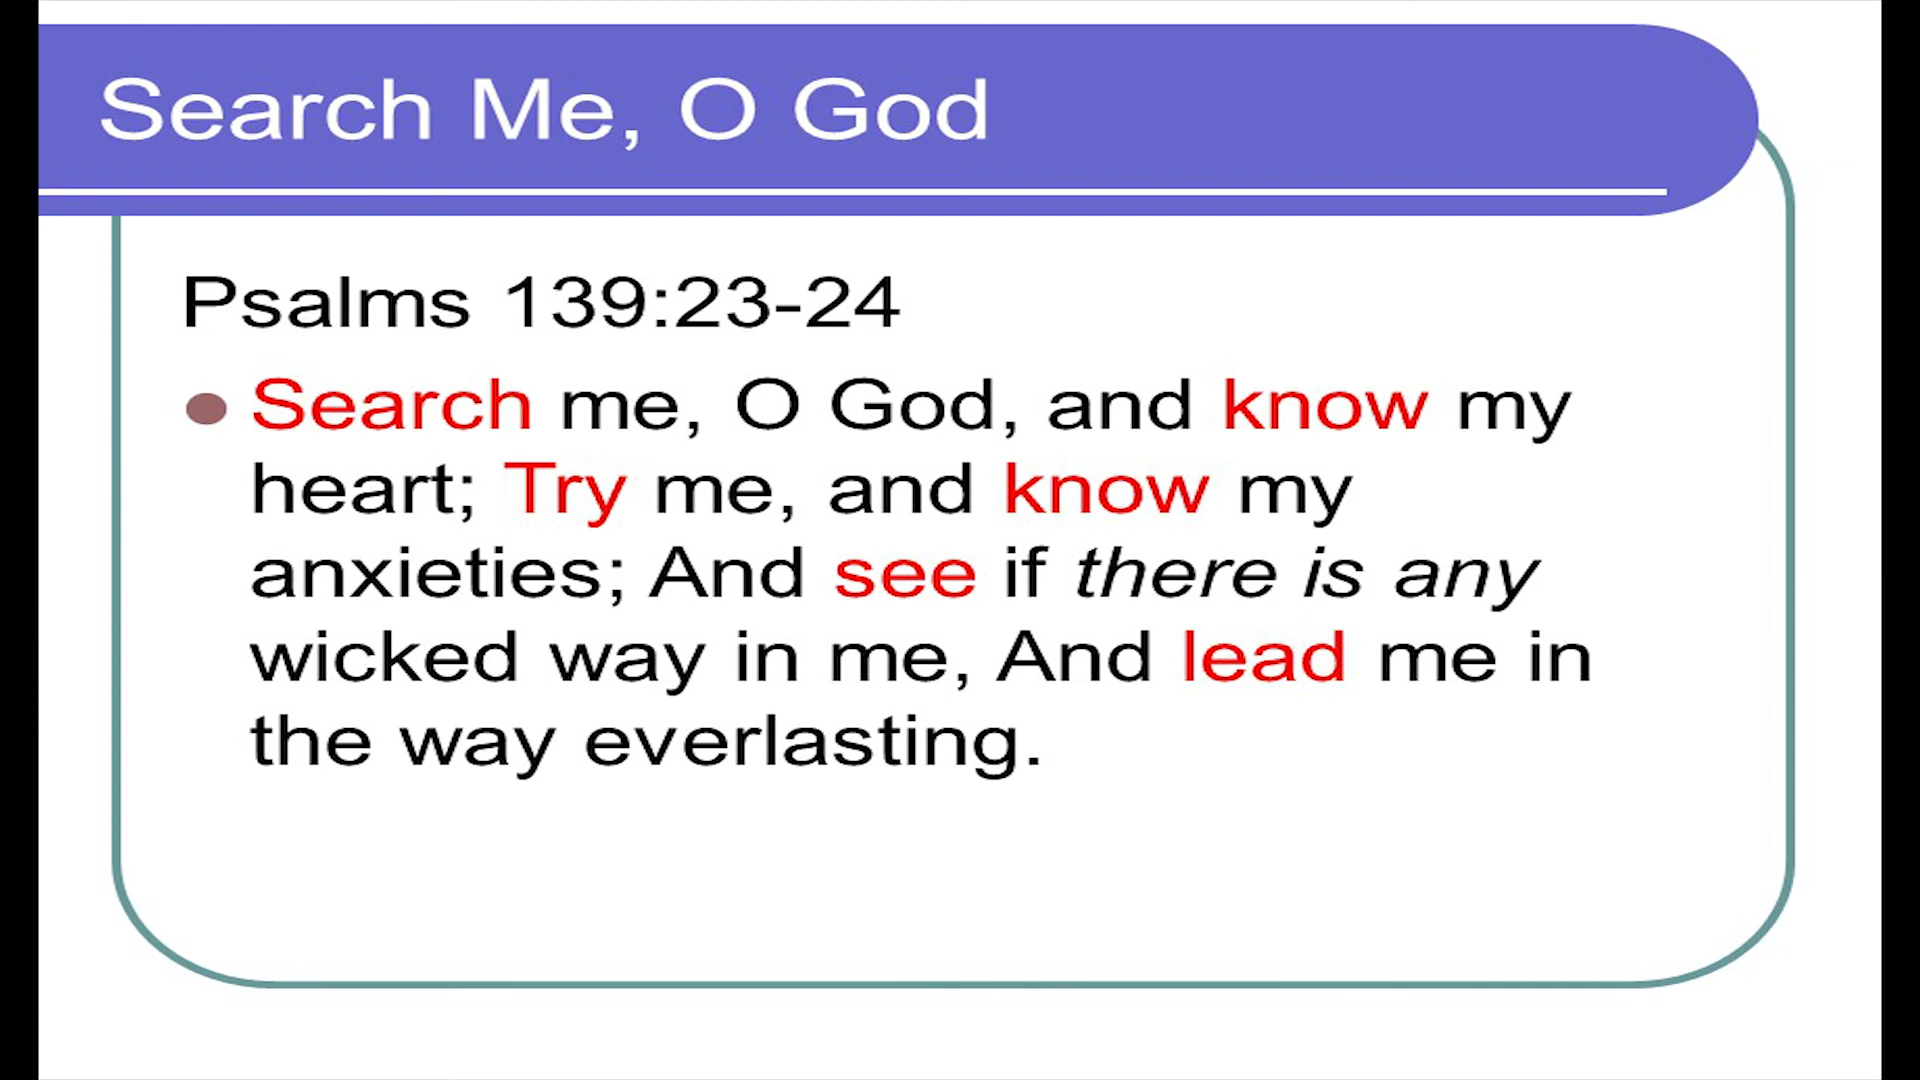 Search Me, O God
Psalms 139:23-24
Search me, O God, and know my
heart; Try me, and know my
anxieties; And see if there is any
wicked way in me, And lead me in
the way everlasting.